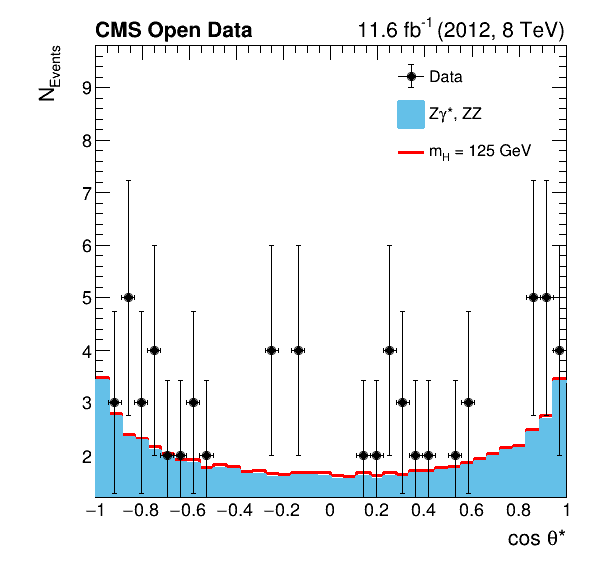 CMS Open Data 11.6 fb⁻¹ (2012, 8 TeV)
N_Events
Data
Zγ*, ZZ
m_H = 125 GeV
9
8
7
6
5
4
3
2
−1 −0.8 −0.6 −0.4 −0.2 0 0.2 0.4 0.6 0.8 1
cos θ*